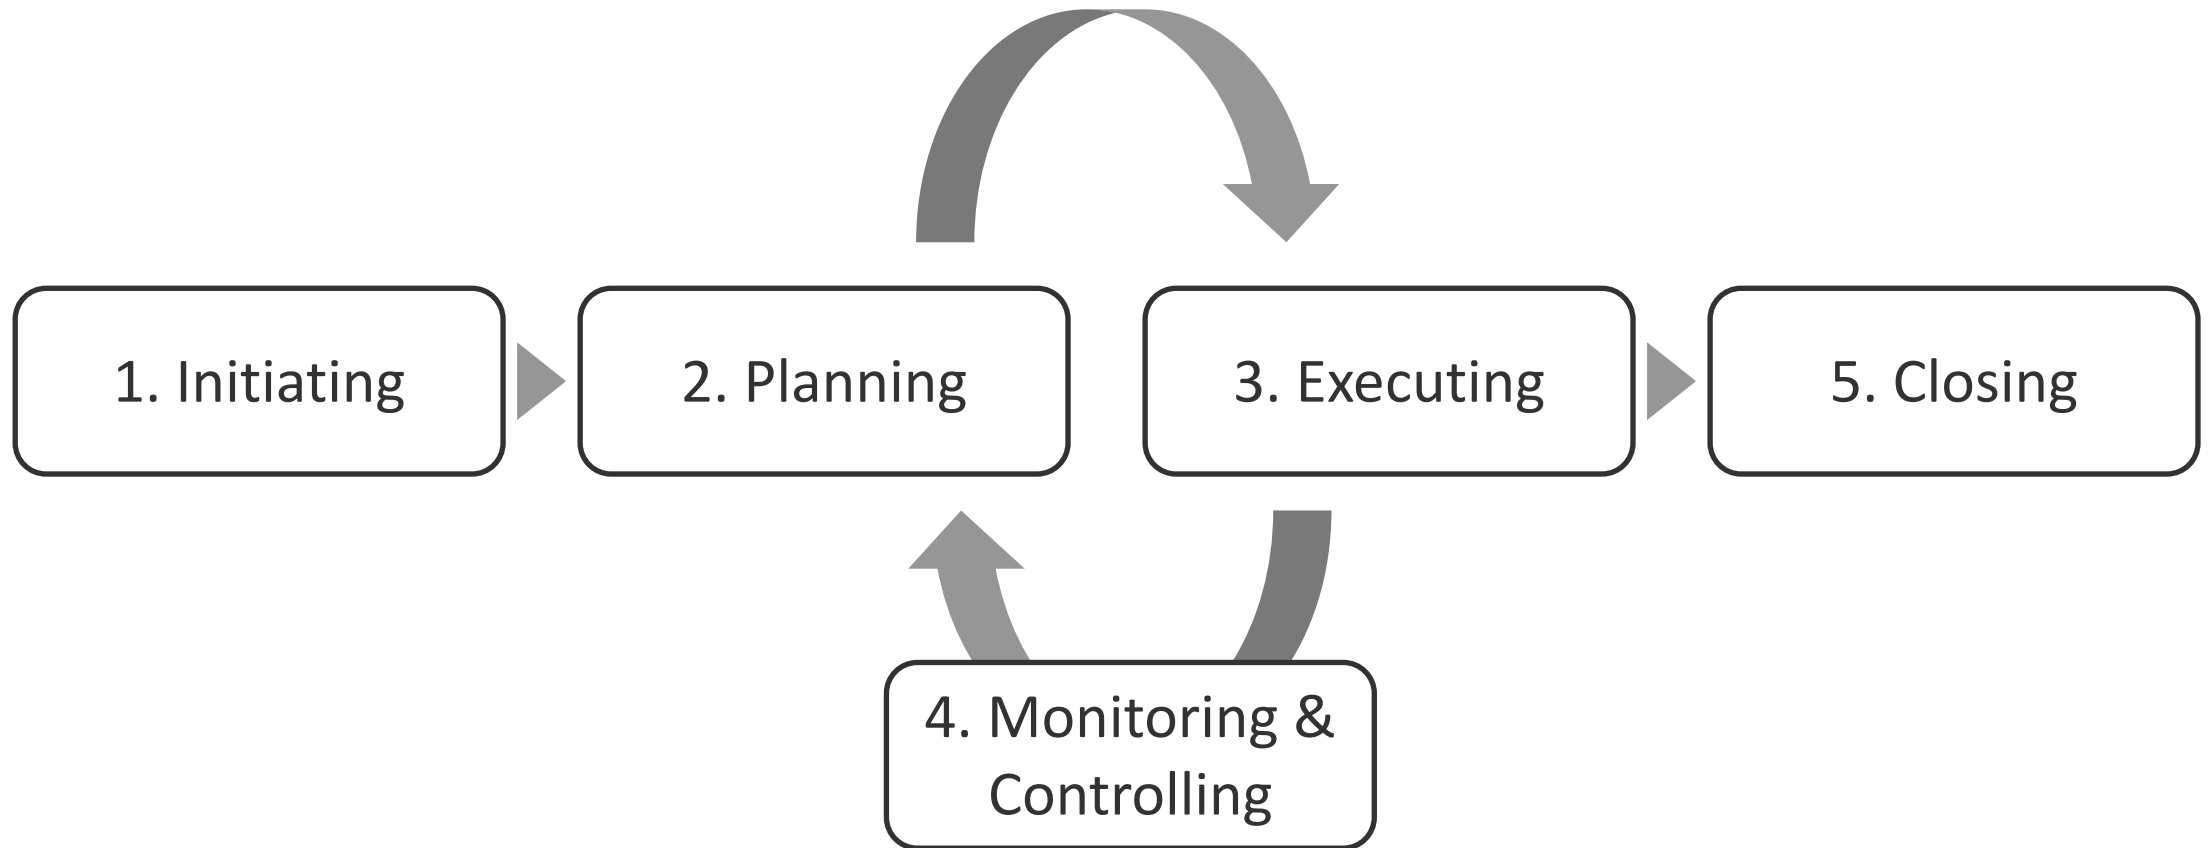 1. Initiating
2. Planning
3. Executing
5. Closing
4. Monitoring &
Controlling